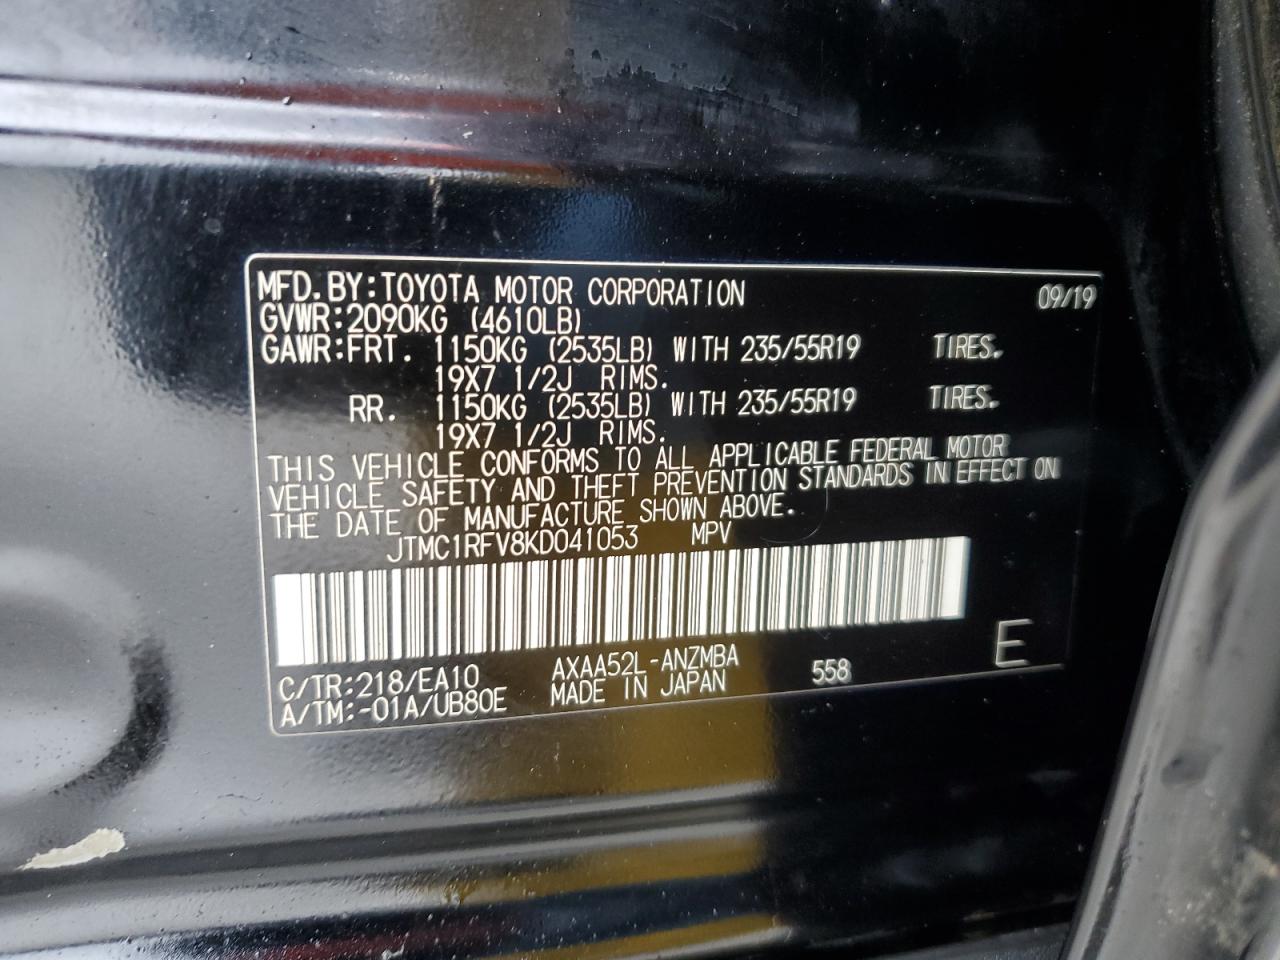 MFD.BY:TOYOTA MOTOR CORPORATION 09/19
GVWR:2090KG (4610LB)
GAWR:FRT. 1150KG (2535LB) WITH 235/55R19 TIRES.
19X7 1/2J RIMS.
RR. 1150KG (2535LB) WITH 235/55R19 TIRES.
19X7 1/2J RIMS.
THIS VEHICLE CONFORMS TO ALL APPLICABLE FEDERAL MOTOR
VEHICLE SAFETY AND THEFT PREVENTION STANDARDS IN EFFECT ON
THE DATE OF MANUFACTURE SHOWN ABOVE.
JTMC1RFV8KD041053 MPV
E
C/TR:218/EA10 AXAA52L-ANZMBA 558
A/TM:-01A/UB80E MADE IN JAPAN